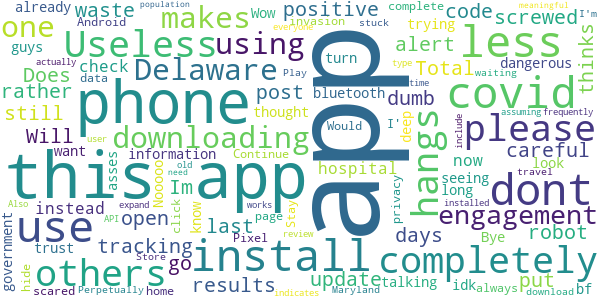 population
already Android
waste Wow positive invasion stuck complete code meaningful everyone I'm
one makes
guys Useless using alert trying screwed
actually
Does check Delaware post turn Total dangerous thinks
rather data Play
type time
phone bluetooth dumb less covid
still thought Would I'
Will downloading deep waiting assuming frequently
want information hospital hangs please include
this app app
asses Continue user old need privacy now careful look
Im Nooooo seeing travel dont
Also expand API works page long installed
use instead click know Stay engagement
open last review days Bye robot
government trust tracking Pixel Maryland talking
others go install completely
hide scared Perpetually home Store results indicates update idk always put download bf